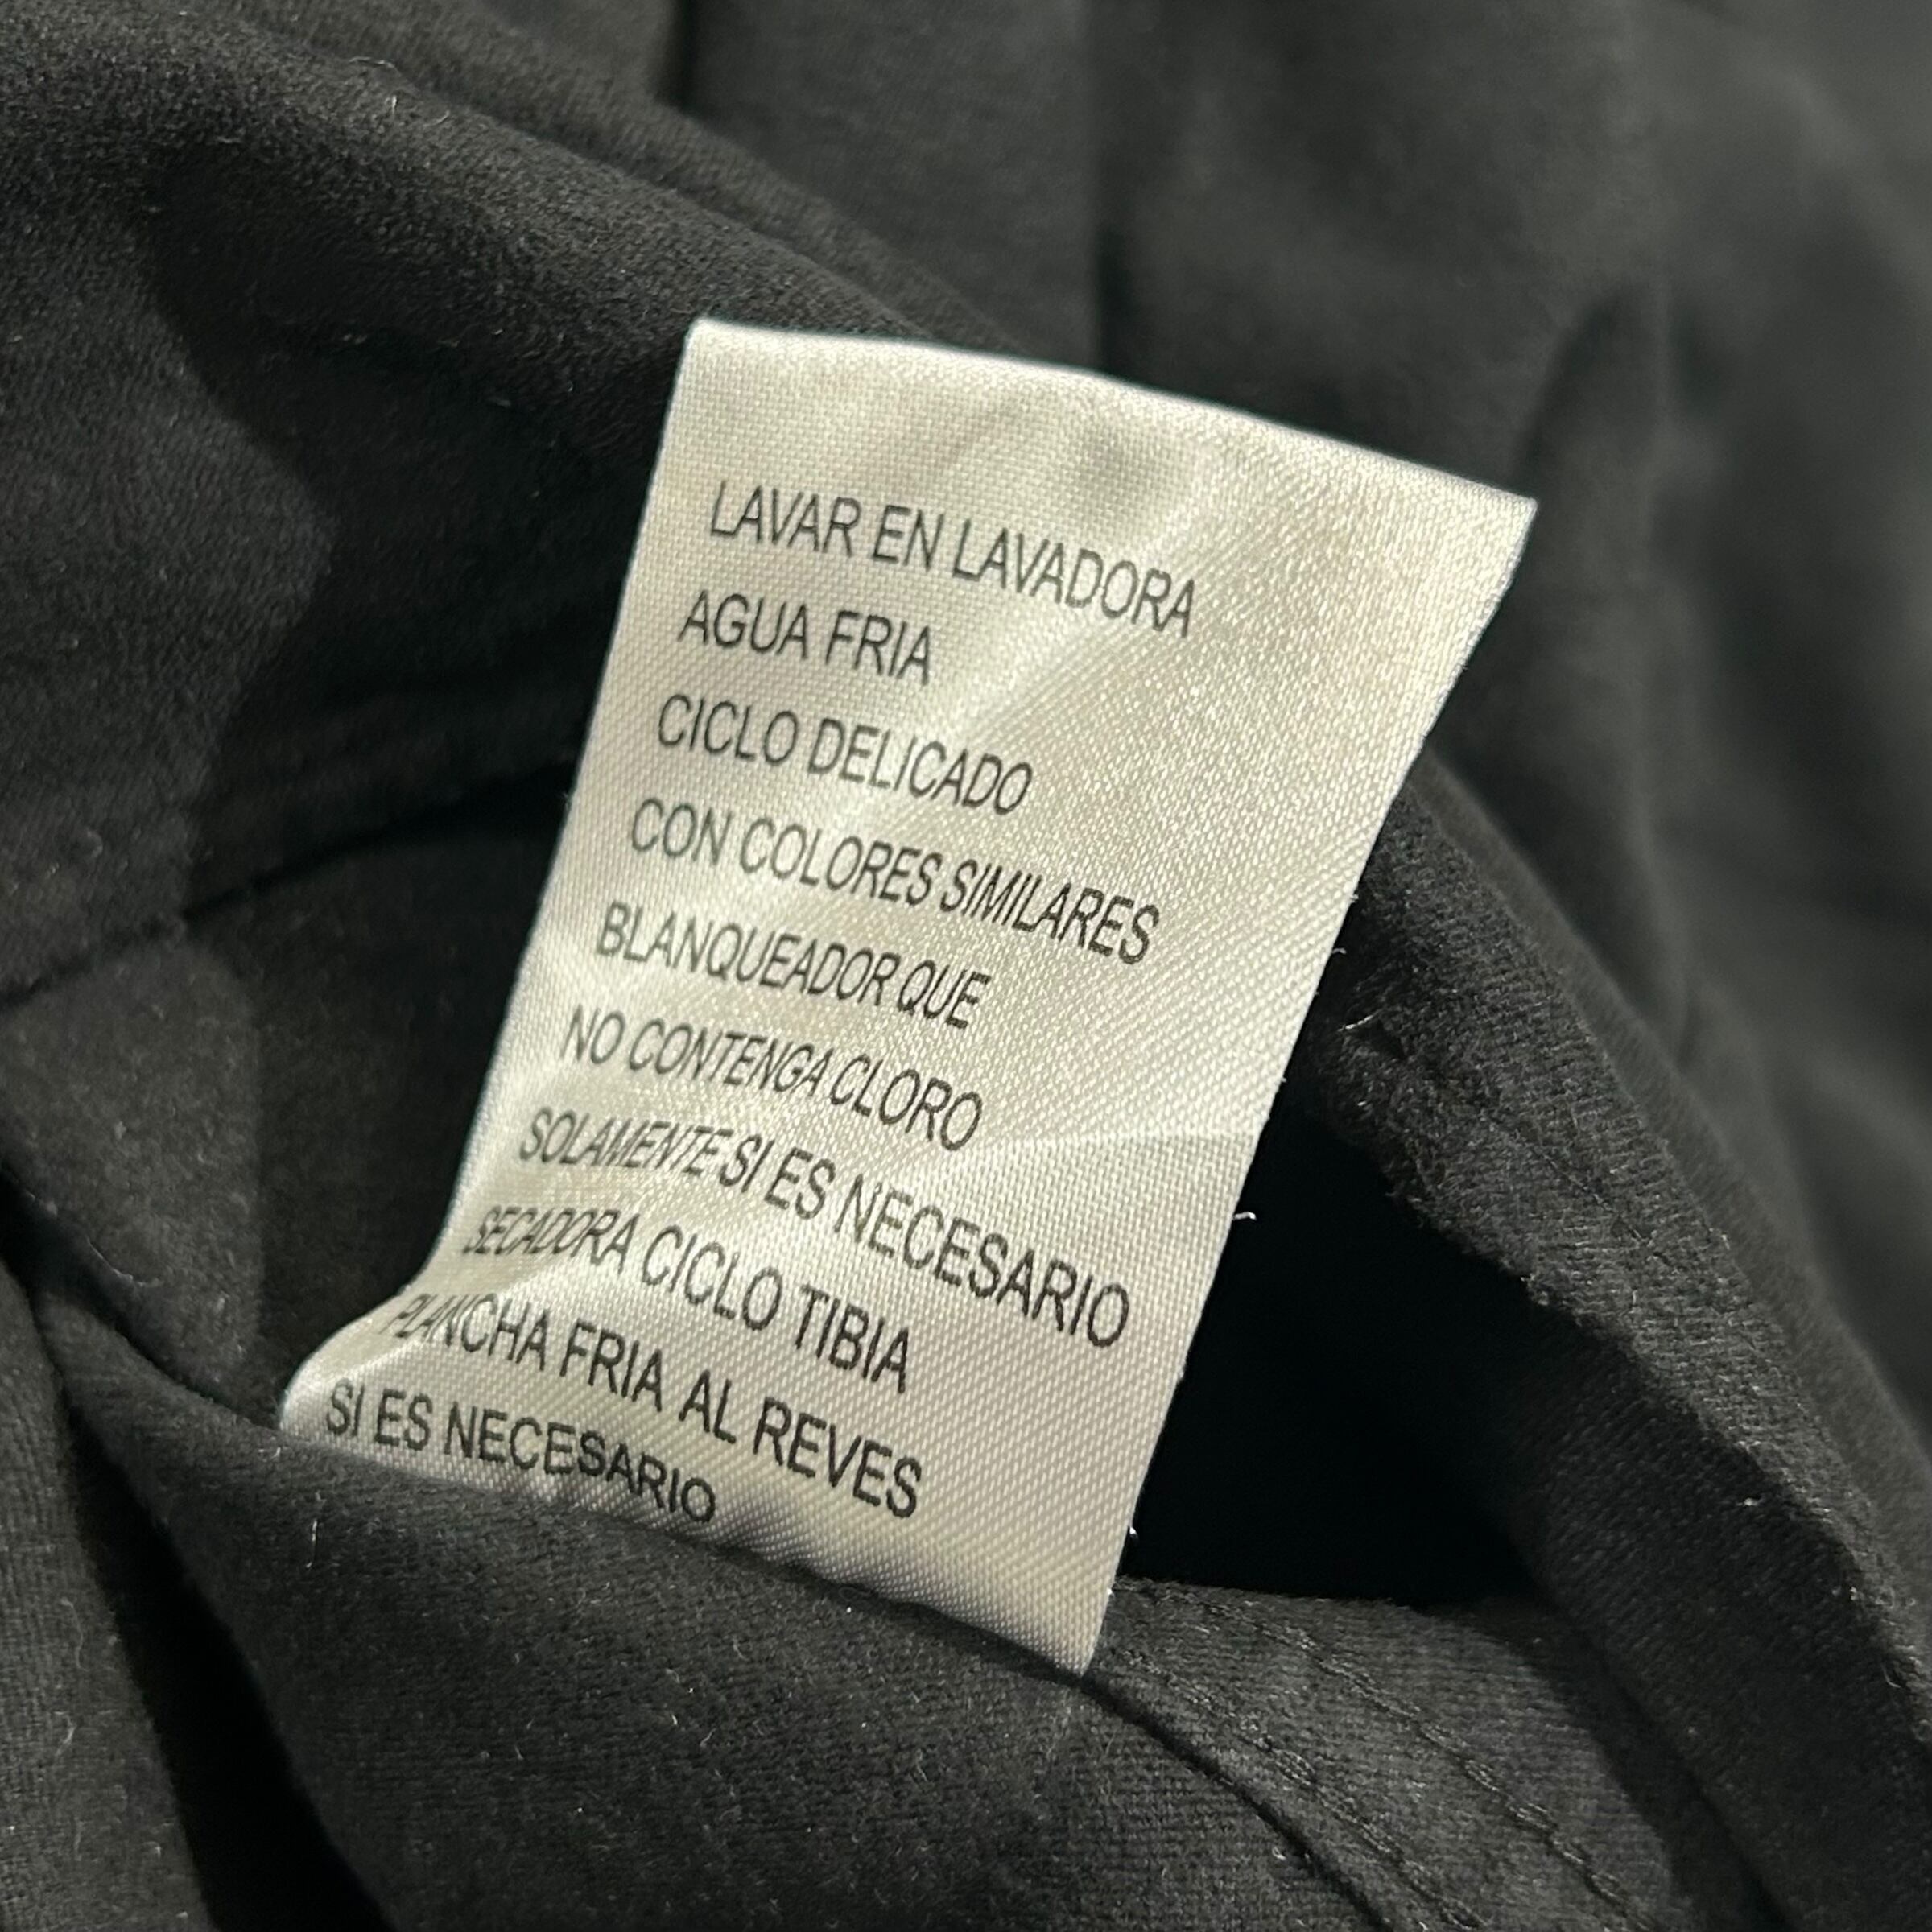 LAVAR EN LAVADORA
AGUA FRIA
CICLO DELICADO
CON COLORES SIMILARES
BLANQUEADOR QUE
NO CONTENGA CLORO
SOLAMENTE SI ES NECESARIO
SECADORA CICLO TIBIA
PLANCHA FRIA AL REVES
SI ES NECESARIO